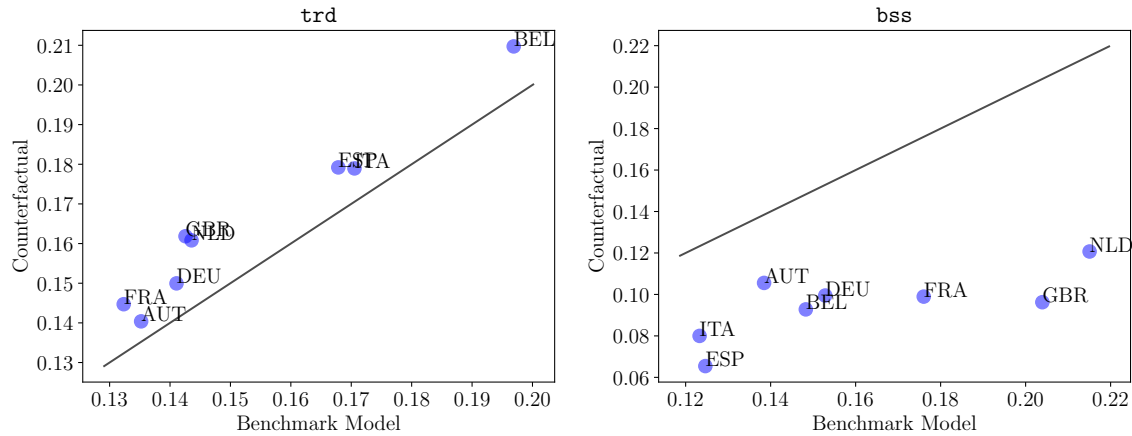 trd
0.21
0.20
0.19
0.18
0.17
0.16
0.15
0.14
0.13
Counterfactual
BEL
ESP
ITA
GBR
NLD
DEU
FRA
AUT
0.13 0.14 0.15 0.16 0.17 0.18 0.19 0.20
Benchmark Model
bss
0.22
0.20
0.18
0.16
0.14
0.12
0.10
0.08
0.06
Counterfactual
NLD
AUT
DEU
FRA
BEL
GBR
ITA
ESP
0.12 0.14 0.16 0.18 0.20 0.22
Benchmark Model